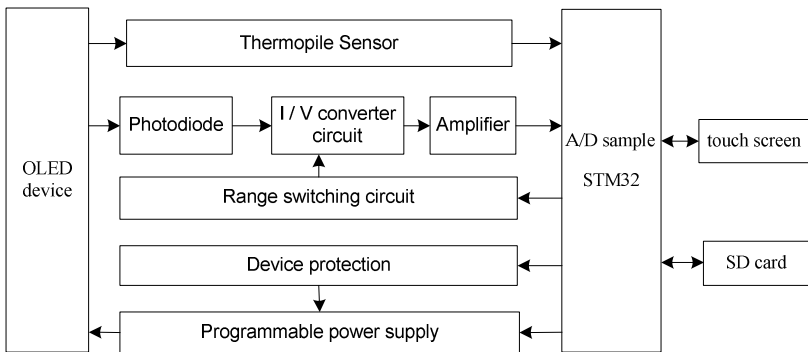 Thermopile Sensor
OLED
device
Photodiode
I / V converter
circuit
Amplifier
A/D sample
STM32
touch screen
Range switching circuit
Device protection
SD card
Programmable power supply